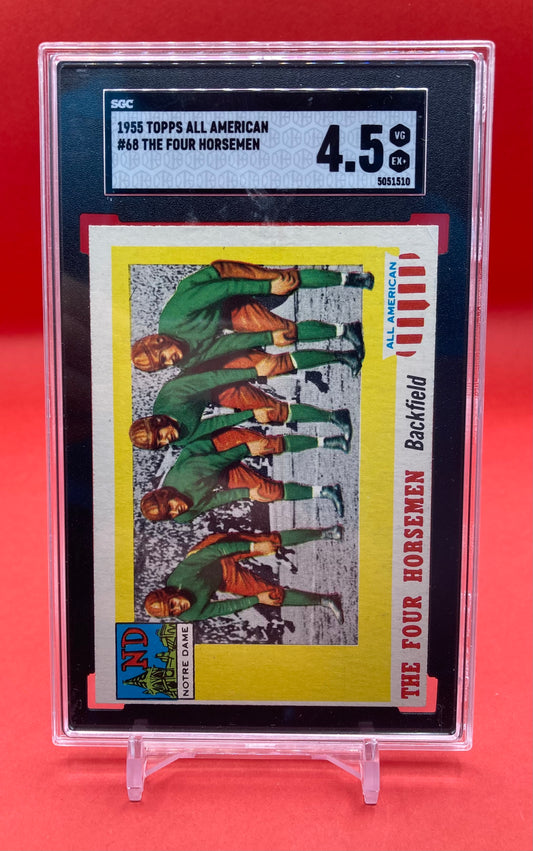 SGC
1955 TOPPS ALL AMERICAN
#68 THE FOUR HORSEMEN
4.5
VG
EX+
5051510
ALL AMERICAN
THE FOUR HORSEMEN Backfield
ND
NOTRE DAME